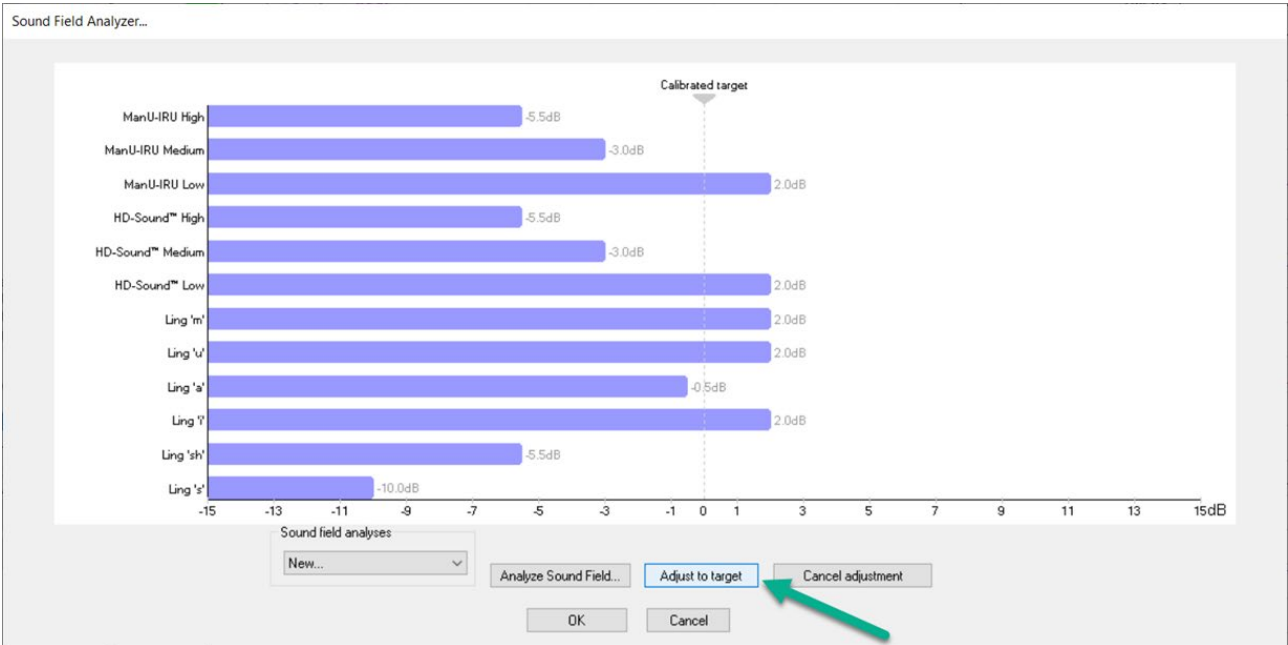 Sound Field Analyzer...
Calibrated target
ManU-IRU High -5.5dB
ManU-IRU Medium -3.0dB
ManU-IRU Low 2.0dB
HD-Sound™ High -5.5dB
HD-Sound™ Medium -3.0dB
HD-Sound™ Low 2.0dB
Ling 'm' 2.0dB
Ling 'u' 2.0dB
Ling 'a' -0.5dB
Ling 'i' 2.0dB
Ling 'sh' -5.5dB
Ling 's' -10.0dB
-15 -13 -11 -9 -7 -5 -3 -1 0 1 3 5 7 9 11 13 15dB
Sound field analyses
New... Analyze Sound Field... Adjust to target Cancel adjustment
OK Cancel